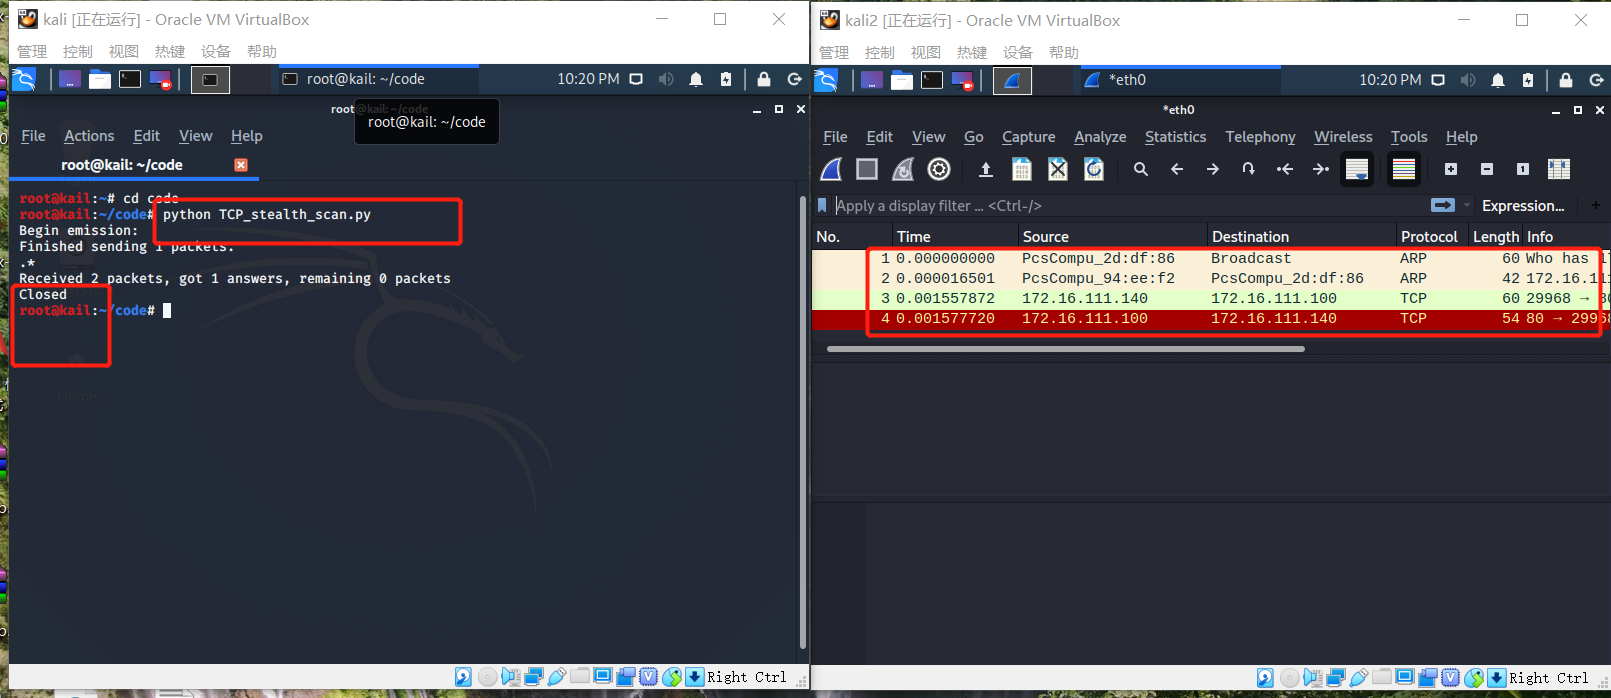 kali [正在运行] - Oracle VM VirtualBox
管理 控制 视图 热键 设备 帮助
root@kail: ~/code 10:20 PM
root@kail: ~/code
root@kail: ~/code
File Actions Edit View Help
root@kail: ~/code
root@kail:~# cd code
root@kail:~/code# python TCP_stealth_scan.py
Begin emission:
Finished sending 1 packets.
.*
Received 2 packets, got 1 answers, remaining 0 packets
Closed
root@kail:~/code#
Home
Right Ctrl
kali2 [正在运行] - Oracle VM VirtualBox
管理 控制 视图 热键 设备 帮助
*eth0 10:20 PM
*eth0
File Edit View Go Capture Analyze Statistics Telephony Wireless Tools Help
Apply a display filter ... <Ctrl-/> Expression... +
No. Time Source Destination Protocol Length Info
1 0.000000000 PcsCompu_2d:df:86 Broadcast ARP 60 Who has
2 0.000016501 PcsCompu_94:ee:f2 PcsCompu_2d:df:86 ARP 42 172.16.11
3 0.001557872 172.16.111.140 172.16.111.100 TCP 60 29968 → 80
4 0.001577720 172.16.111.100 172.16.111.140 TCP 54 80 → 29968
Right Ctrl